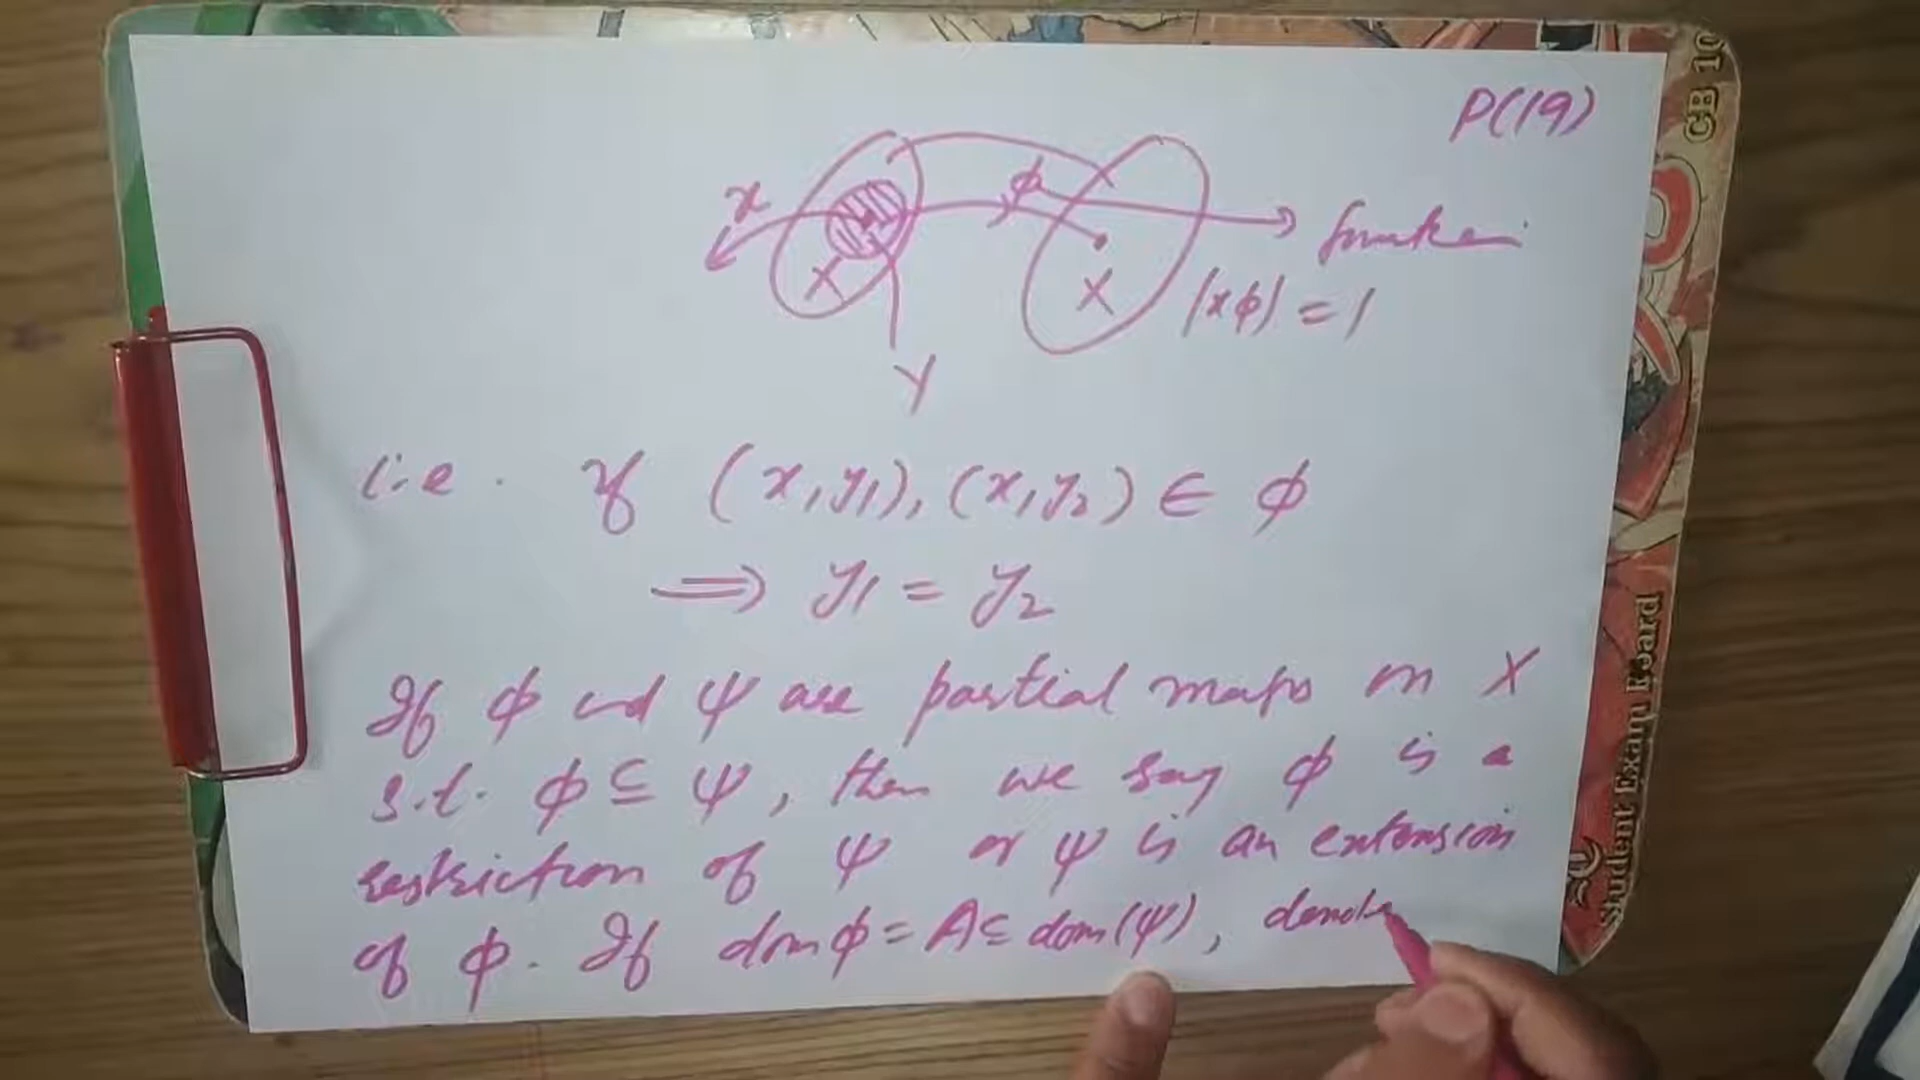 P(19)
x ϕ function
X X |xϕ| = 1
Y
i.e. If (x, y1), (x, y2) ∈ ϕ
⟹ y1 = y2
If ϕ and ψ are partial maps on X
s.t. ϕ ⊆ ψ, then we say ϕ is a
restriction of ψ or ψ is an extension
of ϕ. If dom ϕ = A ⊆ dom(ψ), denote
CB 10
Student Exam Board